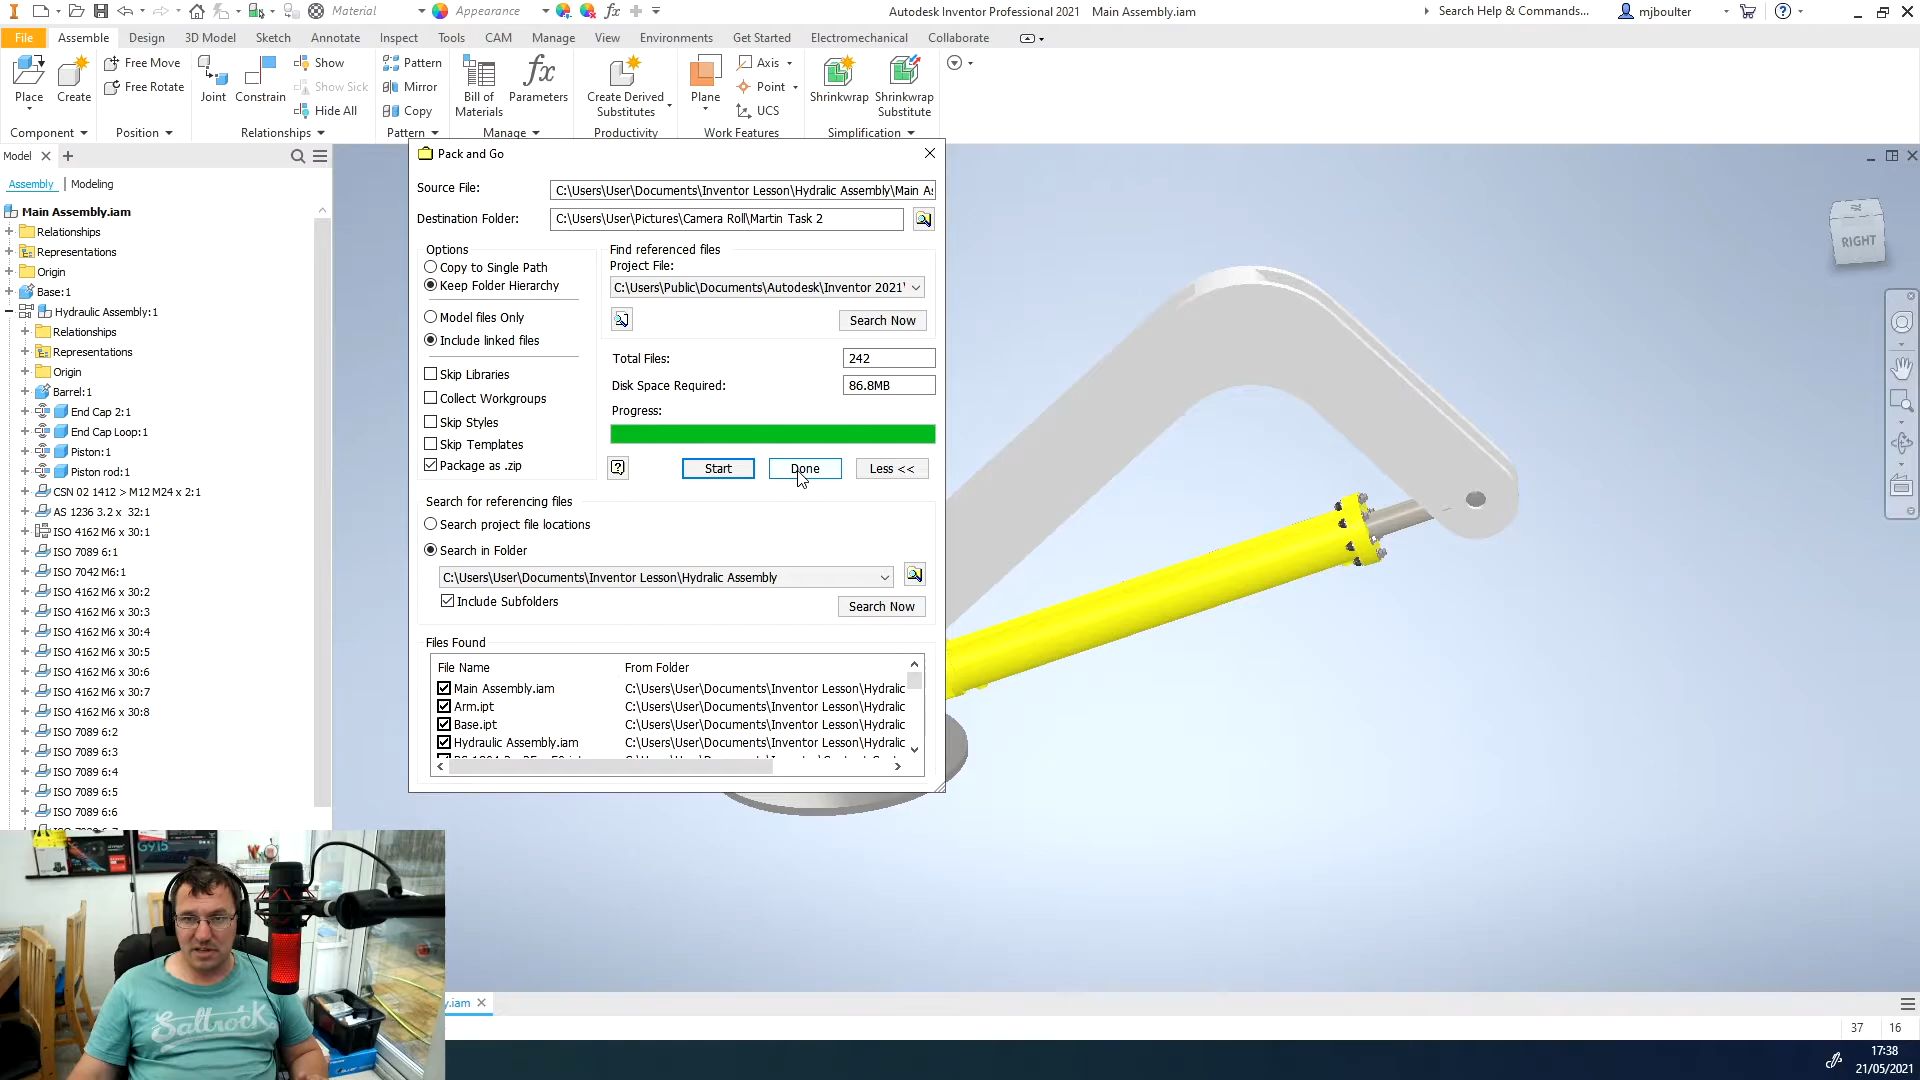 Material
Appearance
Autodesk Inventor Professional 2021 Main Assembly.iam
Search Help & Commands...
mjboulter
File Assemble Design 3D Model Sketch Annotate Inspect Tools CAM Manage View Environments Get Started Electromechanical Collaborate
Place
Create
Free Move
Free Rotate
Joint
Constrain
Show
Show Sick
Hide All
Pattern
Mirror
Copy
Bill of
Materials
Parameters
Create Derived
Substitutes
Plane
Axis
Point
UCS
Shrinkwrap
Shrinkwrap
Substitute
Component Position Relationships Pattern Manage Productivity Work Features Simplification
Model
Assembly Modeling
Main Assembly.iam
Relationships
Representations
Origin
Base:1
Hydraulic Assembly:1
Relationships
Representations
Origin
Barrel:1
End Cap 2:1
End Cap Loop:1
Piston:1
Piston rod:1
CSN 02 1412 > M12 M24 x 2:1
AS 1236 3.2 x 32:1
ISO 4162 M6 x 30:1
ISO 7089 6:1
ISO 7042 M6:1
ISO 4162 M6 x 30:2
ISO 4162 M6 x 30:3
ISO 4162 M6 x 30:4
ISO 4162 M6 x 30:5
ISO 4162 M6 x 30:6
ISO 4162 M6 x 30:7
ISO 4162 M6 x 30:8
ISO 7089 6:2
ISO 7089 6:3
ISO 7089 6:4
ISO 7089 6:5
ISO 7089 6:6
Pack and Go
Source File:
C:\Users\User\Documents\Inventor Lesson\Hydralic Assembly\Main As
Destination Folder:
C:\Users\User\Pictures\Camera Roll\Martin Task 2
Options
Copy to Single Path
Keep Folder Hierarchy
Model files Only
Include linked files
Skip Libraries
Collect Workgroups
Skip Styles
Skip Templates
Package as .zip
Find referenced files
Project File:
C:\Users\Public\Documents\Autodesk\Inventor 2021\
Search Now
Total Files:
242
Disk Space Required:
86.8MB
Progress:
Start
Done
Less <<
Search for referencing files
Search project file locations
Search in Folder
C:\Users\User\Documents\Inventor Lesson\Hydralic Assembly
Include Subfolders
Search Now
Files Found
File Name From Folder
Main Assembly.iam C:\Users\User\Documents\Inventor Lesson\Hydralic
Arm.ipt C:\Users\User\Documents\Inventor Lesson\Hydralic
Base.ipt C:\Users\User\Documents\Inventor Lesson\Hydralic
Hydraulic Assembly.iam C:\Users\User\Documents\Inventor Lesson\Hydralic
RIGHT
G915
Saltrock
y.iam
37 16
17:38
21/05/2021